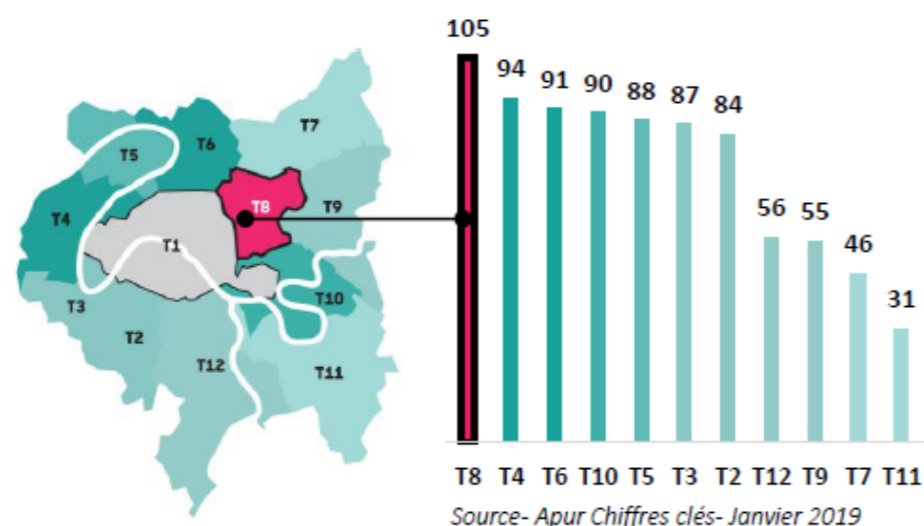 T7
T6
T5
T8
T9
T4
T1
T10
T3
T2
T12
T11
105
94
91
90
88
87
84
56
55
46
31
T8 T4 T6 T10 T5 T3 T2 T12 T9 T7 T11
Source- Apur Chiffres clés- Janvier 2019